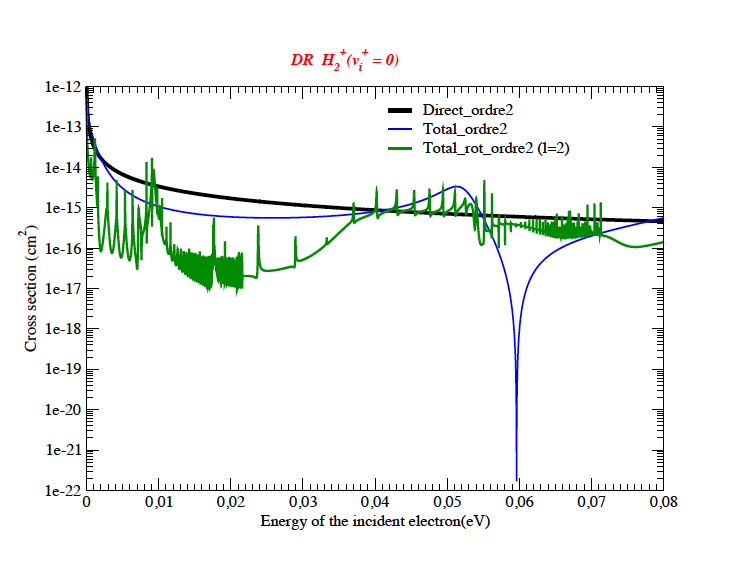 DR H2+(vi+ = 0)
Direct_ordre2
Total_ordre2
Total_rot_ordre2 (l=2)
1e-12
1e-13
1e-14
1e-15
1e-16
1e-17
1e-18
1e-19
1e-20
1e-21
1e-22
Cross section (cm2)
0 0,01 0,02 0,03 0,04 0,05 0,06 0,07 0,08
Energy of the incident electron(eV)